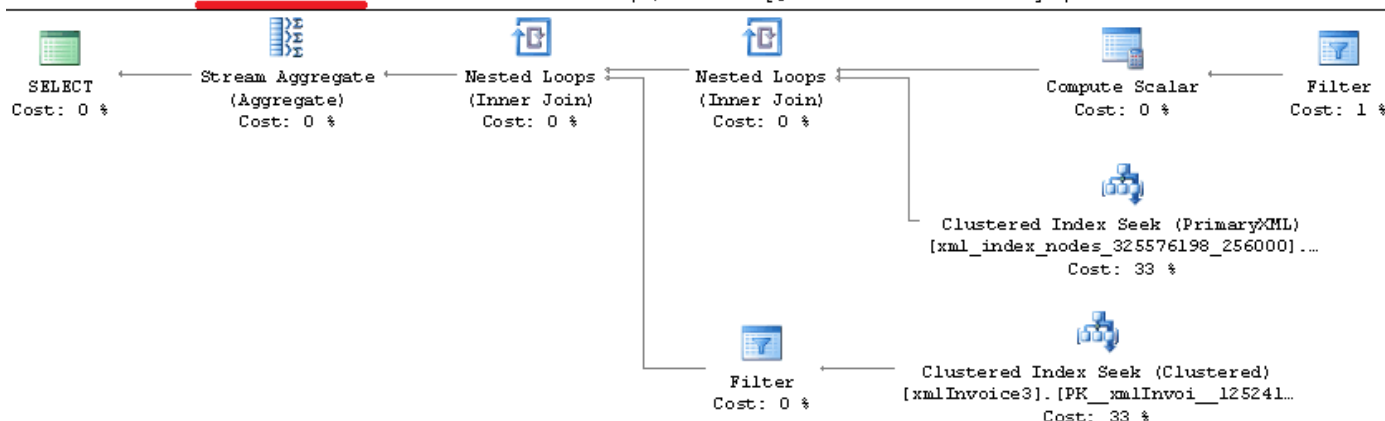 SELECT
Cost: 0 %
Stream Aggregate
(Aggregate)
Cost: 0 %
Nested Loops
(Inner Join)
Cost: 0 %
Nested Loops
(Inner Join)
Cost: 0 %
Compute Scalar
Cost: 0 %
Filter
Cost: 1 %
Clustered Index Seek (PrimaryXML)
[xml_index_nodes_325576198_256000]....
Cost: 33 %
Filter
Cost: 0 %
Clustered Index Seek (Clustered)
[xmlInvoice3].[PK__xmlInvoi__125241…
Cost: 33 %